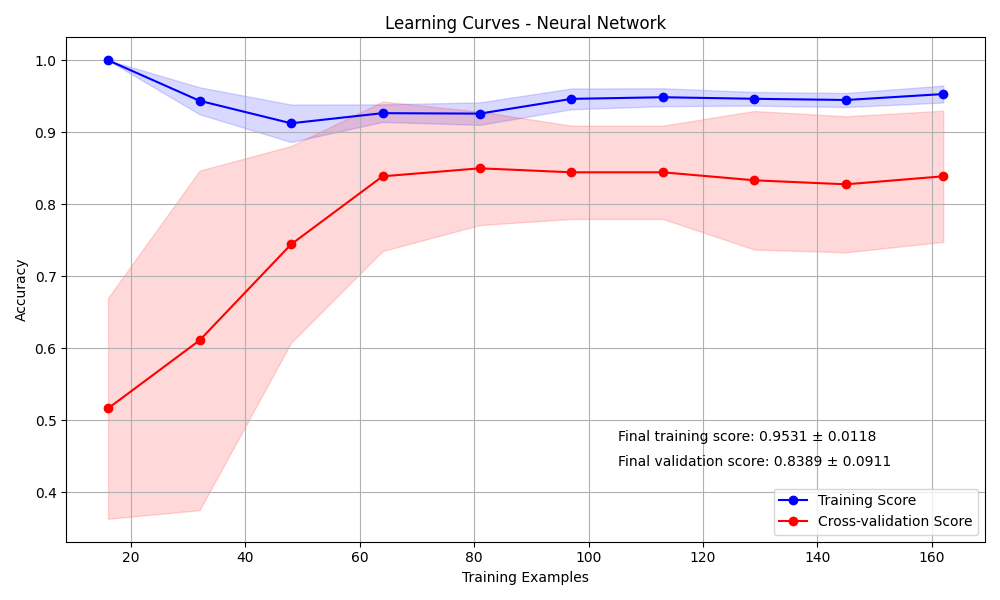 Learning Curves - Neural Network
Accuracy
1.0
0.9
0.8
0.7
0.6
0.5
0.4
Final training score: 0.9531 ± 0.0118
Final validation score: 0.8389 ± 0.0911
Training Score
Cross-validation Score
20 40 60 80 100 120 140 160
Training Examples